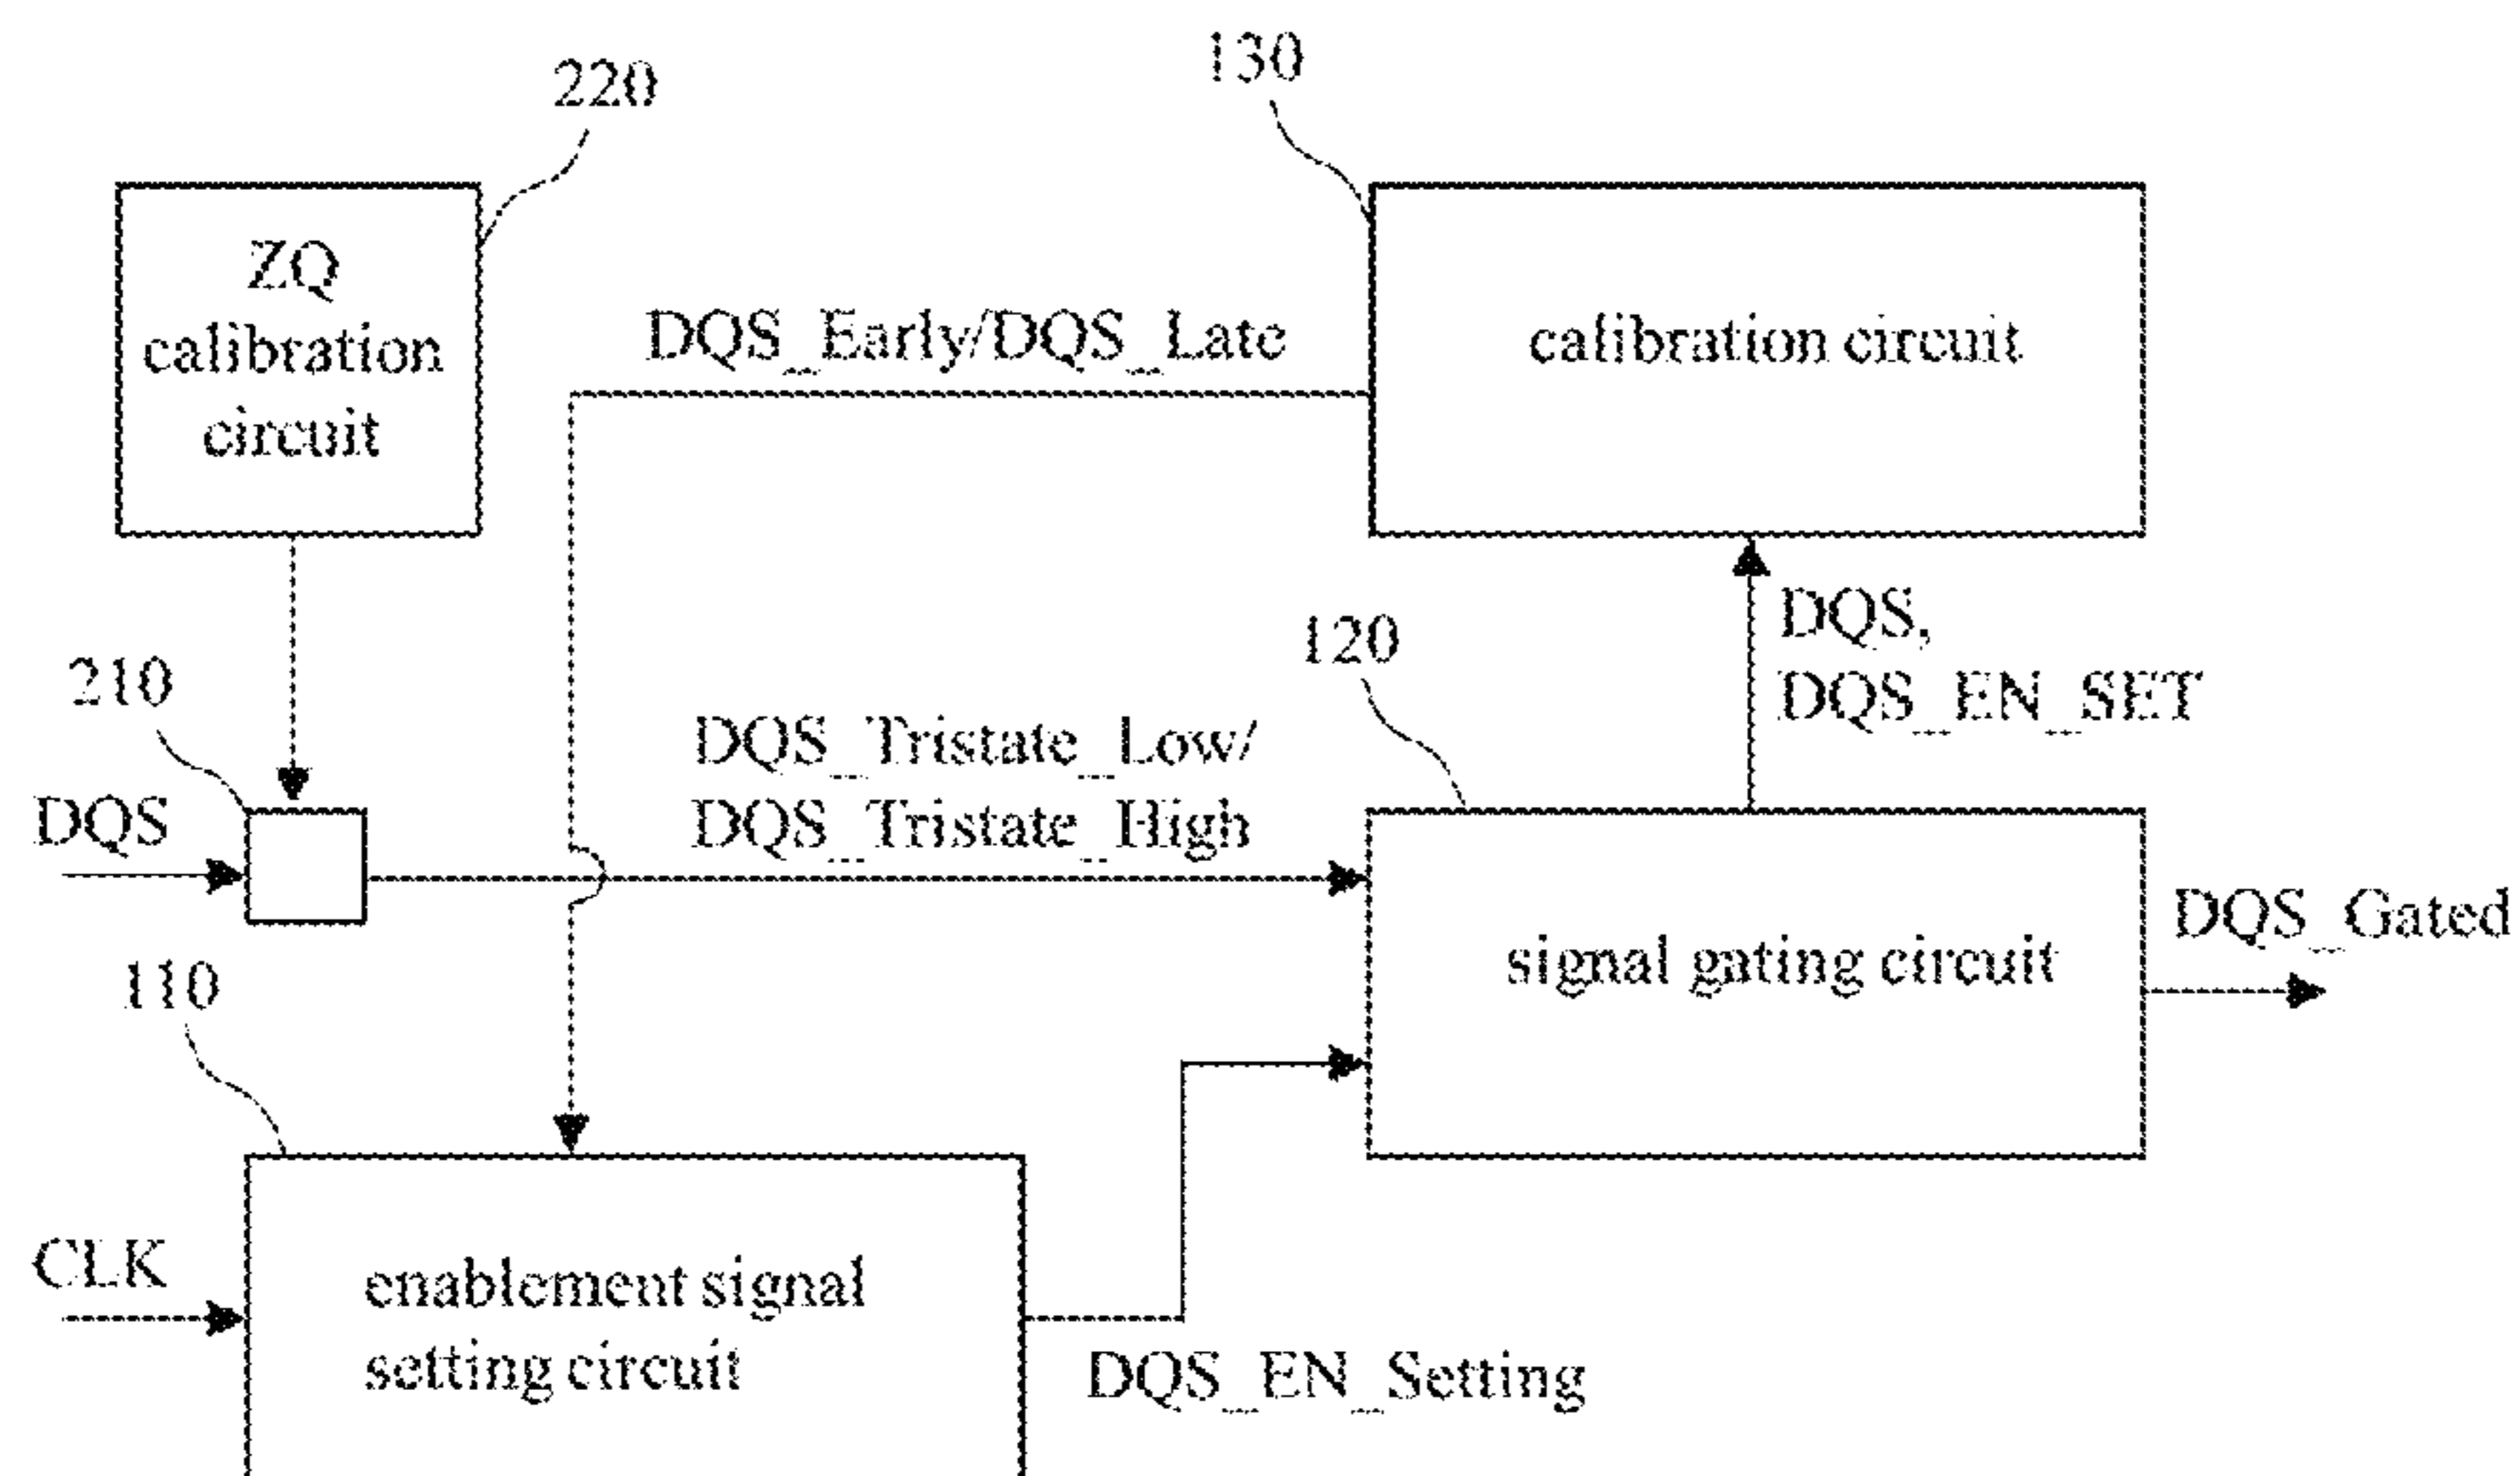 220
130
ZQ
calibration
circuit
DQS_Early/DQS_Late
calibration circuit
DQS,
DQS_EN_SET
120
210
DQS_Tristate_Low/
DQS_Tristate_High
DQS
DQS_Gated
signal gating circuit
110
CLK
enablement signal
setting circuit
DQS_EN_Setting